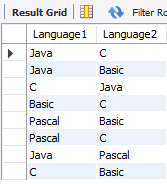 Result Grid Filter Ro
Language1 Language2
Java C
Java Basic
C Java
Basic C
Pascal Basic
Pascal C
Java Pascal
C Basic